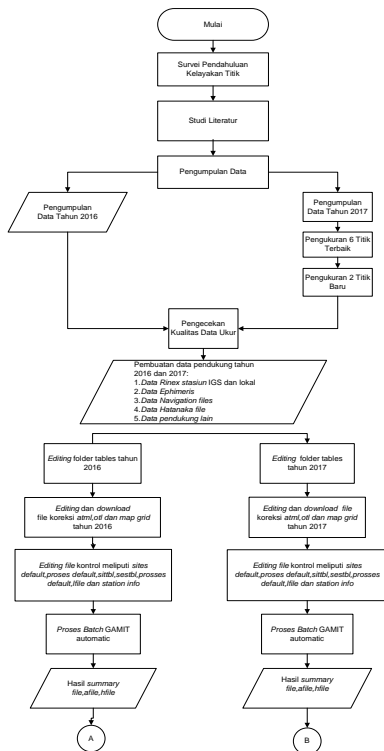 Mulai
Survei Pendahuluan
Kelayakan Titik
Studi Literatur
Pengumpulan Data
Pengumpulan
Data Tahun 2016
Pengumpulan
Data Tahun 2017
Pengukuran 6 Titik
Terbaik
Pengukuran 2 Titik
Baru
Pengecekan
Kualitas Data Ukur
Pembuatan data pendukung tahun
2016 dan 2017:
1.Data Rinex stasiun IGS dan lokal
2.Data Ephimeris
3.Data Navigation files
4.Data Hatanaka file
5.Data pendukung lain
Editing folder tables tahun
2016
Editing folder tables
tahun 2017
Editing dan download
file koreksi atml,otl dan map grid
tahun 2016
Editing dan download file
koreksi atml,otl dan map grid
tahun 2017
Editing file kontrol meliputi sites
default,proses default,sittbl,sestbl,prosses
default,lfile dan station info
Editing file kontrol meliputi sites
default,proses default,sittbl,sestbl,prosses
default,lfile dan station info
Proses Batch GAMIT
automatic
Proses Batch GAMIT
automatic
Hasil summary
file,afile,hfile
Hasil summary
file,afile,hfile
A
B